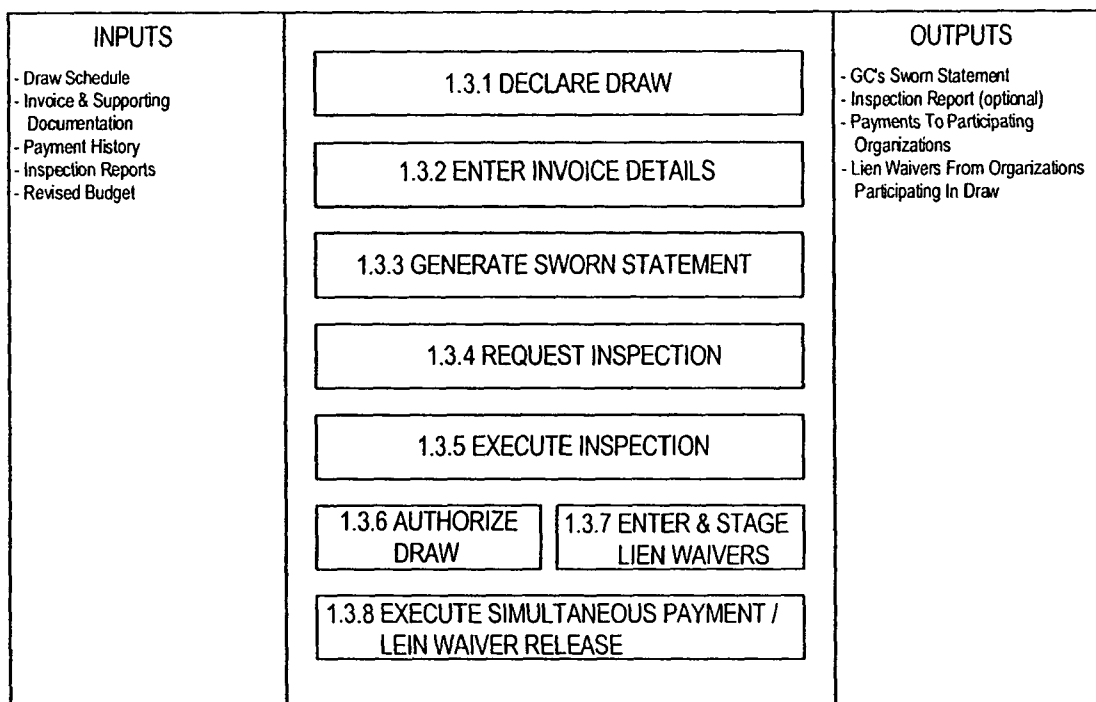 INPUTS
- Draw Schedule
- Invoice & Supporting
Documentation
- Payment History
- Inspection Reports
- Revised Budget
1.3.1 DECLARE DRAW
1.3.2 ENTER INVOICE DETAILS
1.3.3 GENERATE SWORN STATEMENT
1.3.4 REQUEST INSPECTION
1.3.5 EXECUTE INSPECTION
1.3.6 AUTHORIZE
DRAW
1.3.7 ENTER & STAGE
LIEN WAIVERS
1.3.8 EXECUTE SIMULTANEOUS PAYMENT /
LEIN WAIVER RELEASE
OUTPUTS
- GC's Sworn Statement
- Inspection Report (optional)
- Payments To Participating
Organizations
- Lien Waivers From Organizations
Participating In Draw